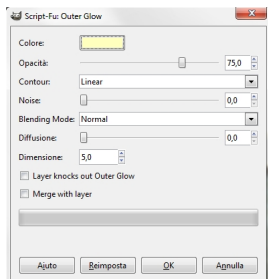 Script-Fu: Outer Glow
Colore:
Opacità: 75,0
Contour: Linear
Noise: 0,0
Blending Mode: Normal
Diffusione: 0,0
Dimensione: 5,0
Layer knocks out Outer Glow
Merge with layer
Aiuto Reimposta OK Annulla